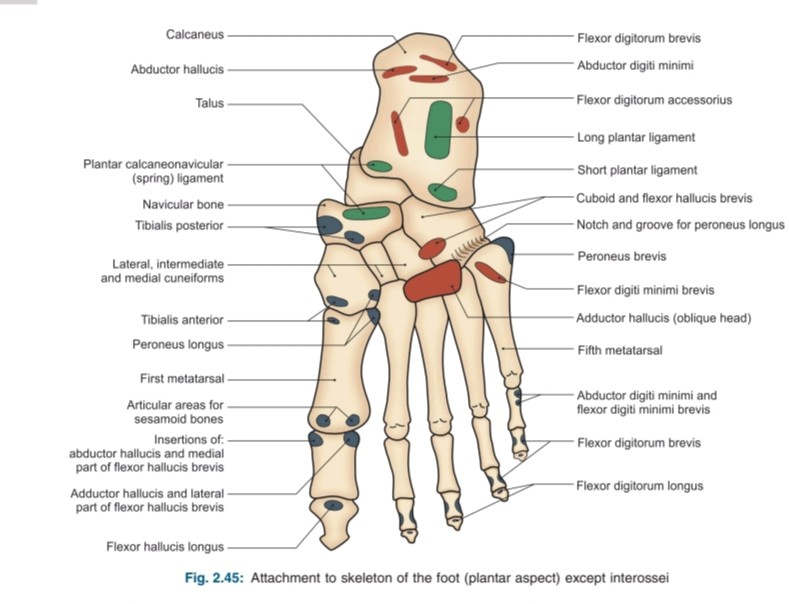 Calcaneus
Abductor hallucis
Talus
Plantar calcaneonavicular
(spring) ligament
Navicular bone
Tibialis posterior
Lateral, intermediate
and medial cuneiforms
Tibialis anterior
Peroneus longus
First metatarsal
Articular areas for
sesamoid bones
Insertions of:
abductor hallucis and medial
part of flexor hallucis brevis
Adductor hallucis and lateral
part of flexor hallucis brevis
Flexor hallucis longus
Flexor digitorum brevis
Abductor digiti minimi
Flexor digitorum accessorius
Long plantar ligament
Short plantar ligament
Cuboid and flexor hallucis brevis
Notch and groove for peroneus longus
Peroneus brevis
Flexor digiti minimi brevis
Adductor hallucis (oblique head)
Fifth metatarsal
Abductor digiti minimi and
flexor digiti minimi brevis
Flexor digitorum brevis
Flexor digitorum longus
Fig. 2.45: Attachment to skeleton of the foot (plantar aspect) except interossei